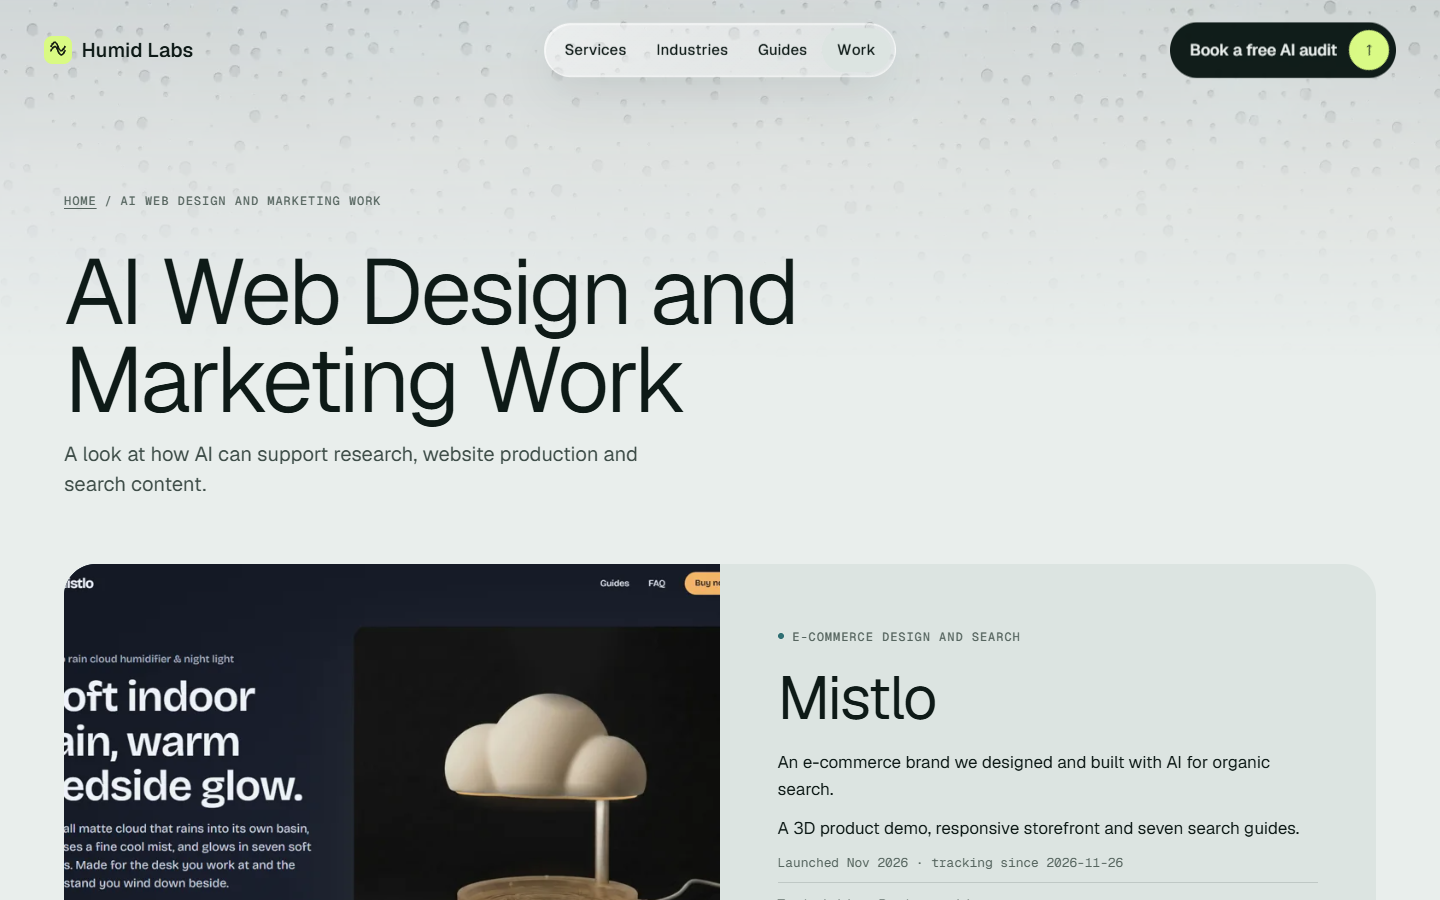 Humid Labs
Services
Industries
Guides
Work
Book a free AI audit ↑
HOME / AI WEB DESIGN AND MARKETING WORK
AI Web Design and
Marketing Work
A look at how AI can support research, website production and
search content.
istlo
Guides
FAQ
Buy
rain cloud humidifier & night light
oft indoor
ain, warm
edside glow.
all matte cloud that rains into its own basin,
ses a fine cool mist, and glows in seven soft
s. Made for the desk you work at and the
stand you wind down beside.
E-COMMERCE DESIGN AND SEARCH
Mistlo
An e-commerce brand we designed and built with AI for organic
search.
A 3D product demo, responsive storefront and seven search guides.
Launched Nov 2026 · tracking since 2026-11-26